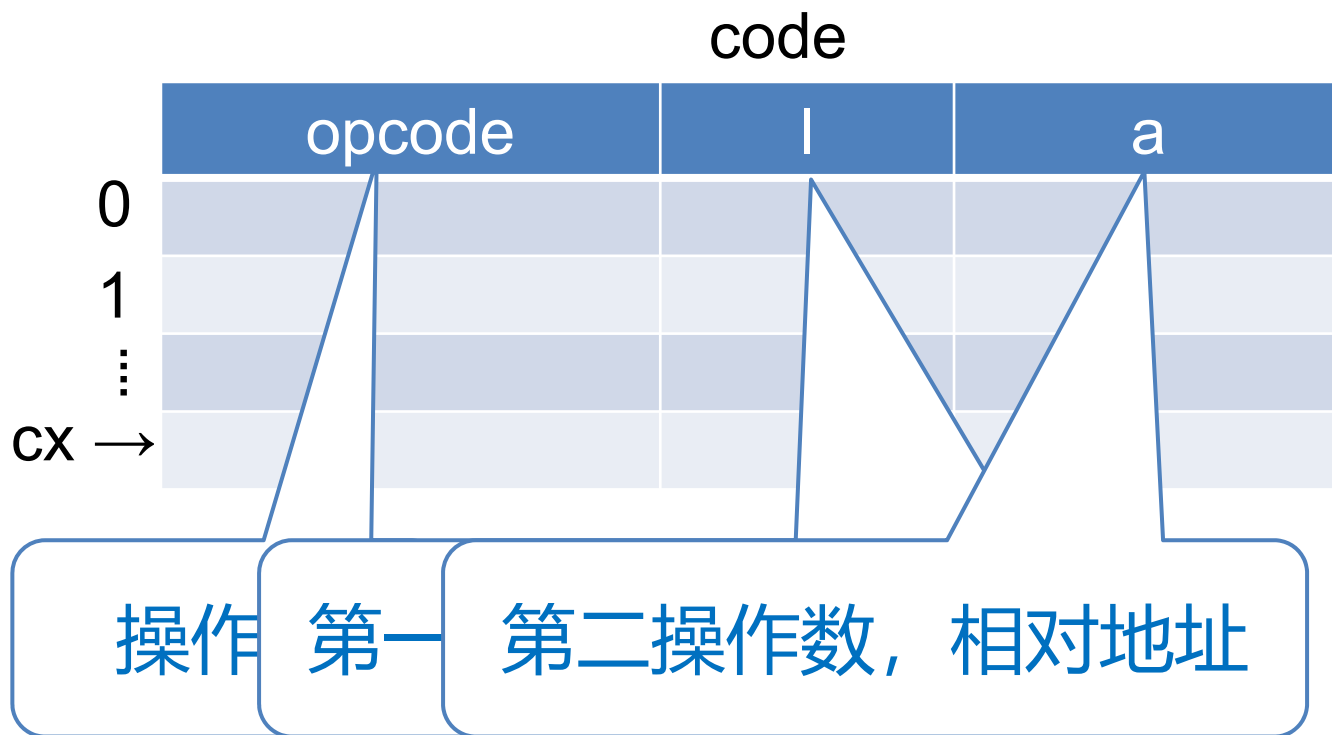 code
opcode l a
0
1
⁞
cx →
操作
第一
第二操作数，相对地址